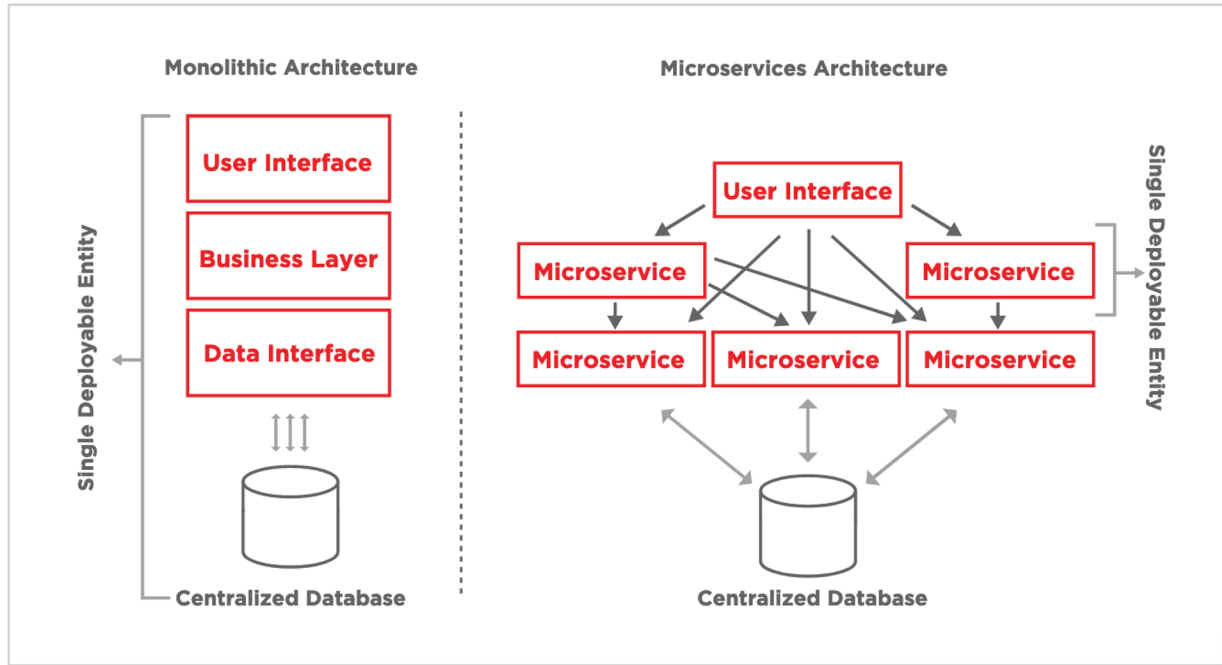 Monolithic Architecture
Single Deployable Entity
User Interface
Business Layer
Data Interface
Centralized Database
Microservices Architecture
User Interface
Microservice
Microservice
Microservice
Microservice
Microservice
Single Deployable Entity
Centralized Database